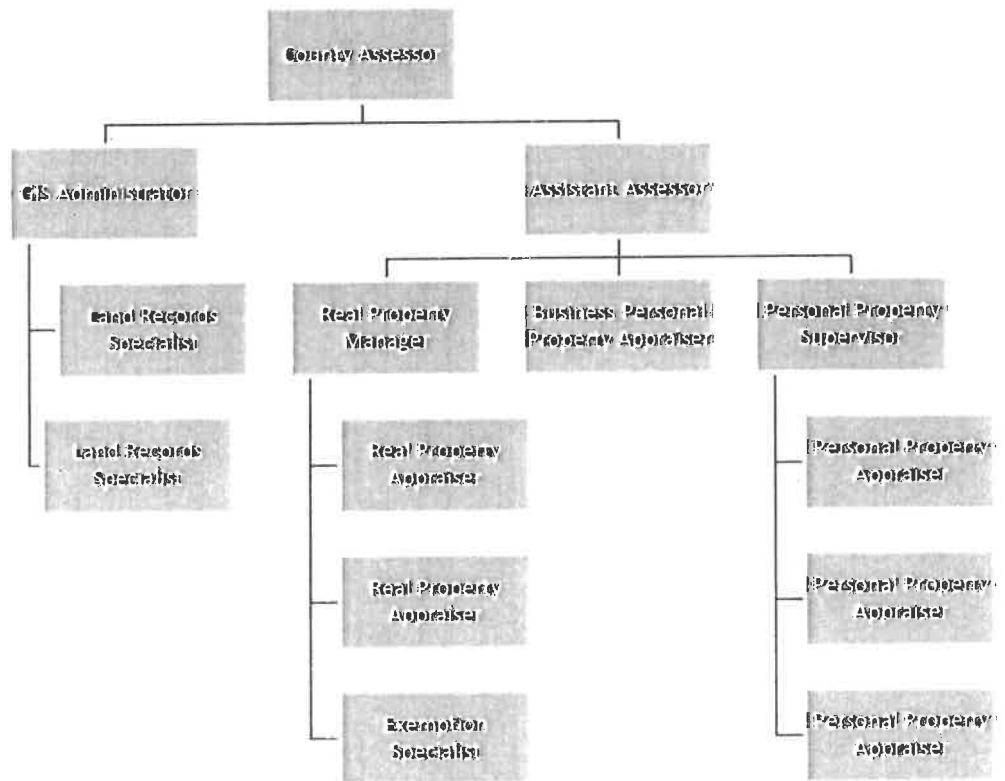 County Assessor
GIS Administrator
Assistant Assessor
Land Records
Specialist
Real Property
Manager
Business Personal
Property Appraiser
Personal Property
Supervisor
Land Records
Specialist
Real Property
Appraiser
Personal Property
Appraiser
Real Property
Appraiser
Personal Property
Appraiser
Exemption
Specialist
Personal Property
Appraiser